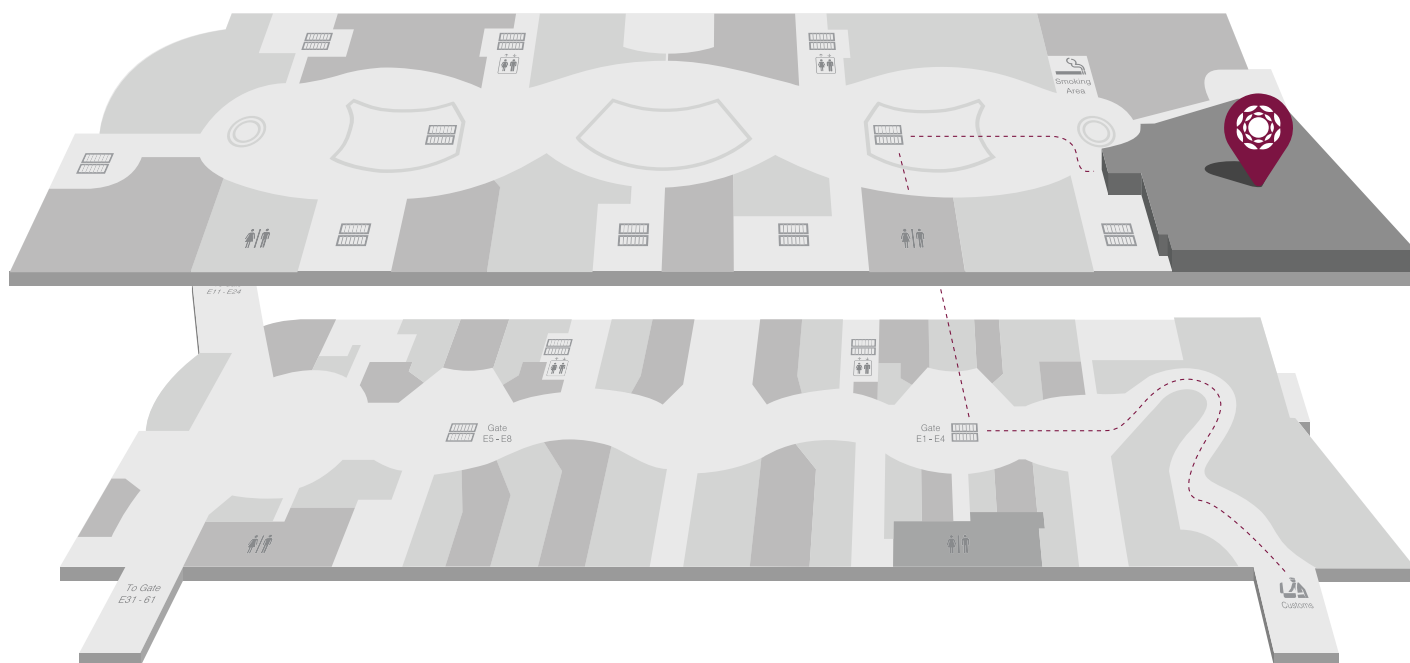 Smoking
Area
E11 - E24
Gate
E5 - E8
Gate
E1 - E4
To Gate
E31 - 61
Customs